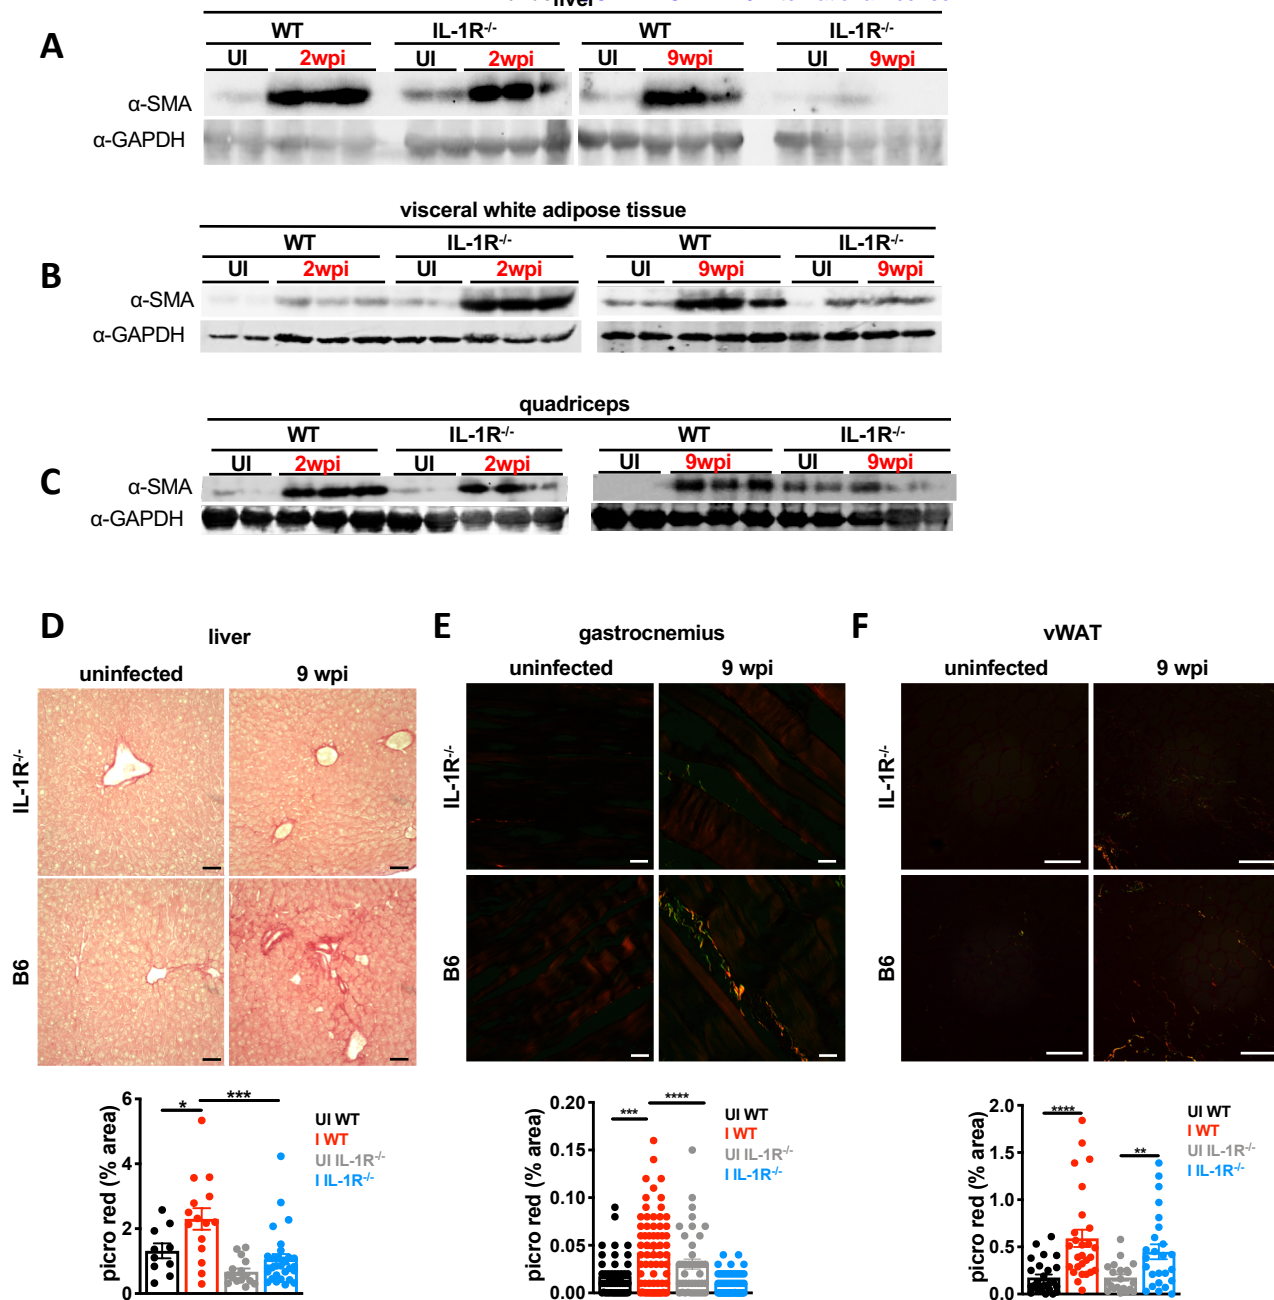 liver
A
WT IL-1R-/- WT IL-1R-/-
UI 2wpi UI 2wpi UI 9wpi UI 9wpi
α-SMA
α-GAPDH
visceral white adipose tissue
WT IL-1R-/- WT IL-1R-/-
B
UI 2wpi UI 2wpi UI 9wpi UI 9wpi
α-SMA
α-GAPDH
quadriceps
WT IL-1R-/- WT IL-1R-/-
UI 2wpi UI 2wpi UI 9wpi UI 9wpi
C
α-SMA
α-GAPDH
D
liver
uninfected 9 wpi
IL-1R-/-
B6
picro red (% area)
6
4
2
0
* ***
UI WT
I WT
UI IL-1R-/-
I IL-1R-/-
E
gastrocnemius
uninfected 9 wpi
IL-1R-/-
B6
picro red (% area)
0.20
0.15
0.10
0.05
0.00
*** ****
UI WT
I WT
UI IL-1R-/-
I IL-1R-/-
F
vWAT
uninfected 9 wpi
IL-1R-/-
B6
picro red (% area)
2.0
1.5
1.0
0.5
0.0
**** **
UI WT
I WT
UI IL-1R-/-
I IL-1R-/-